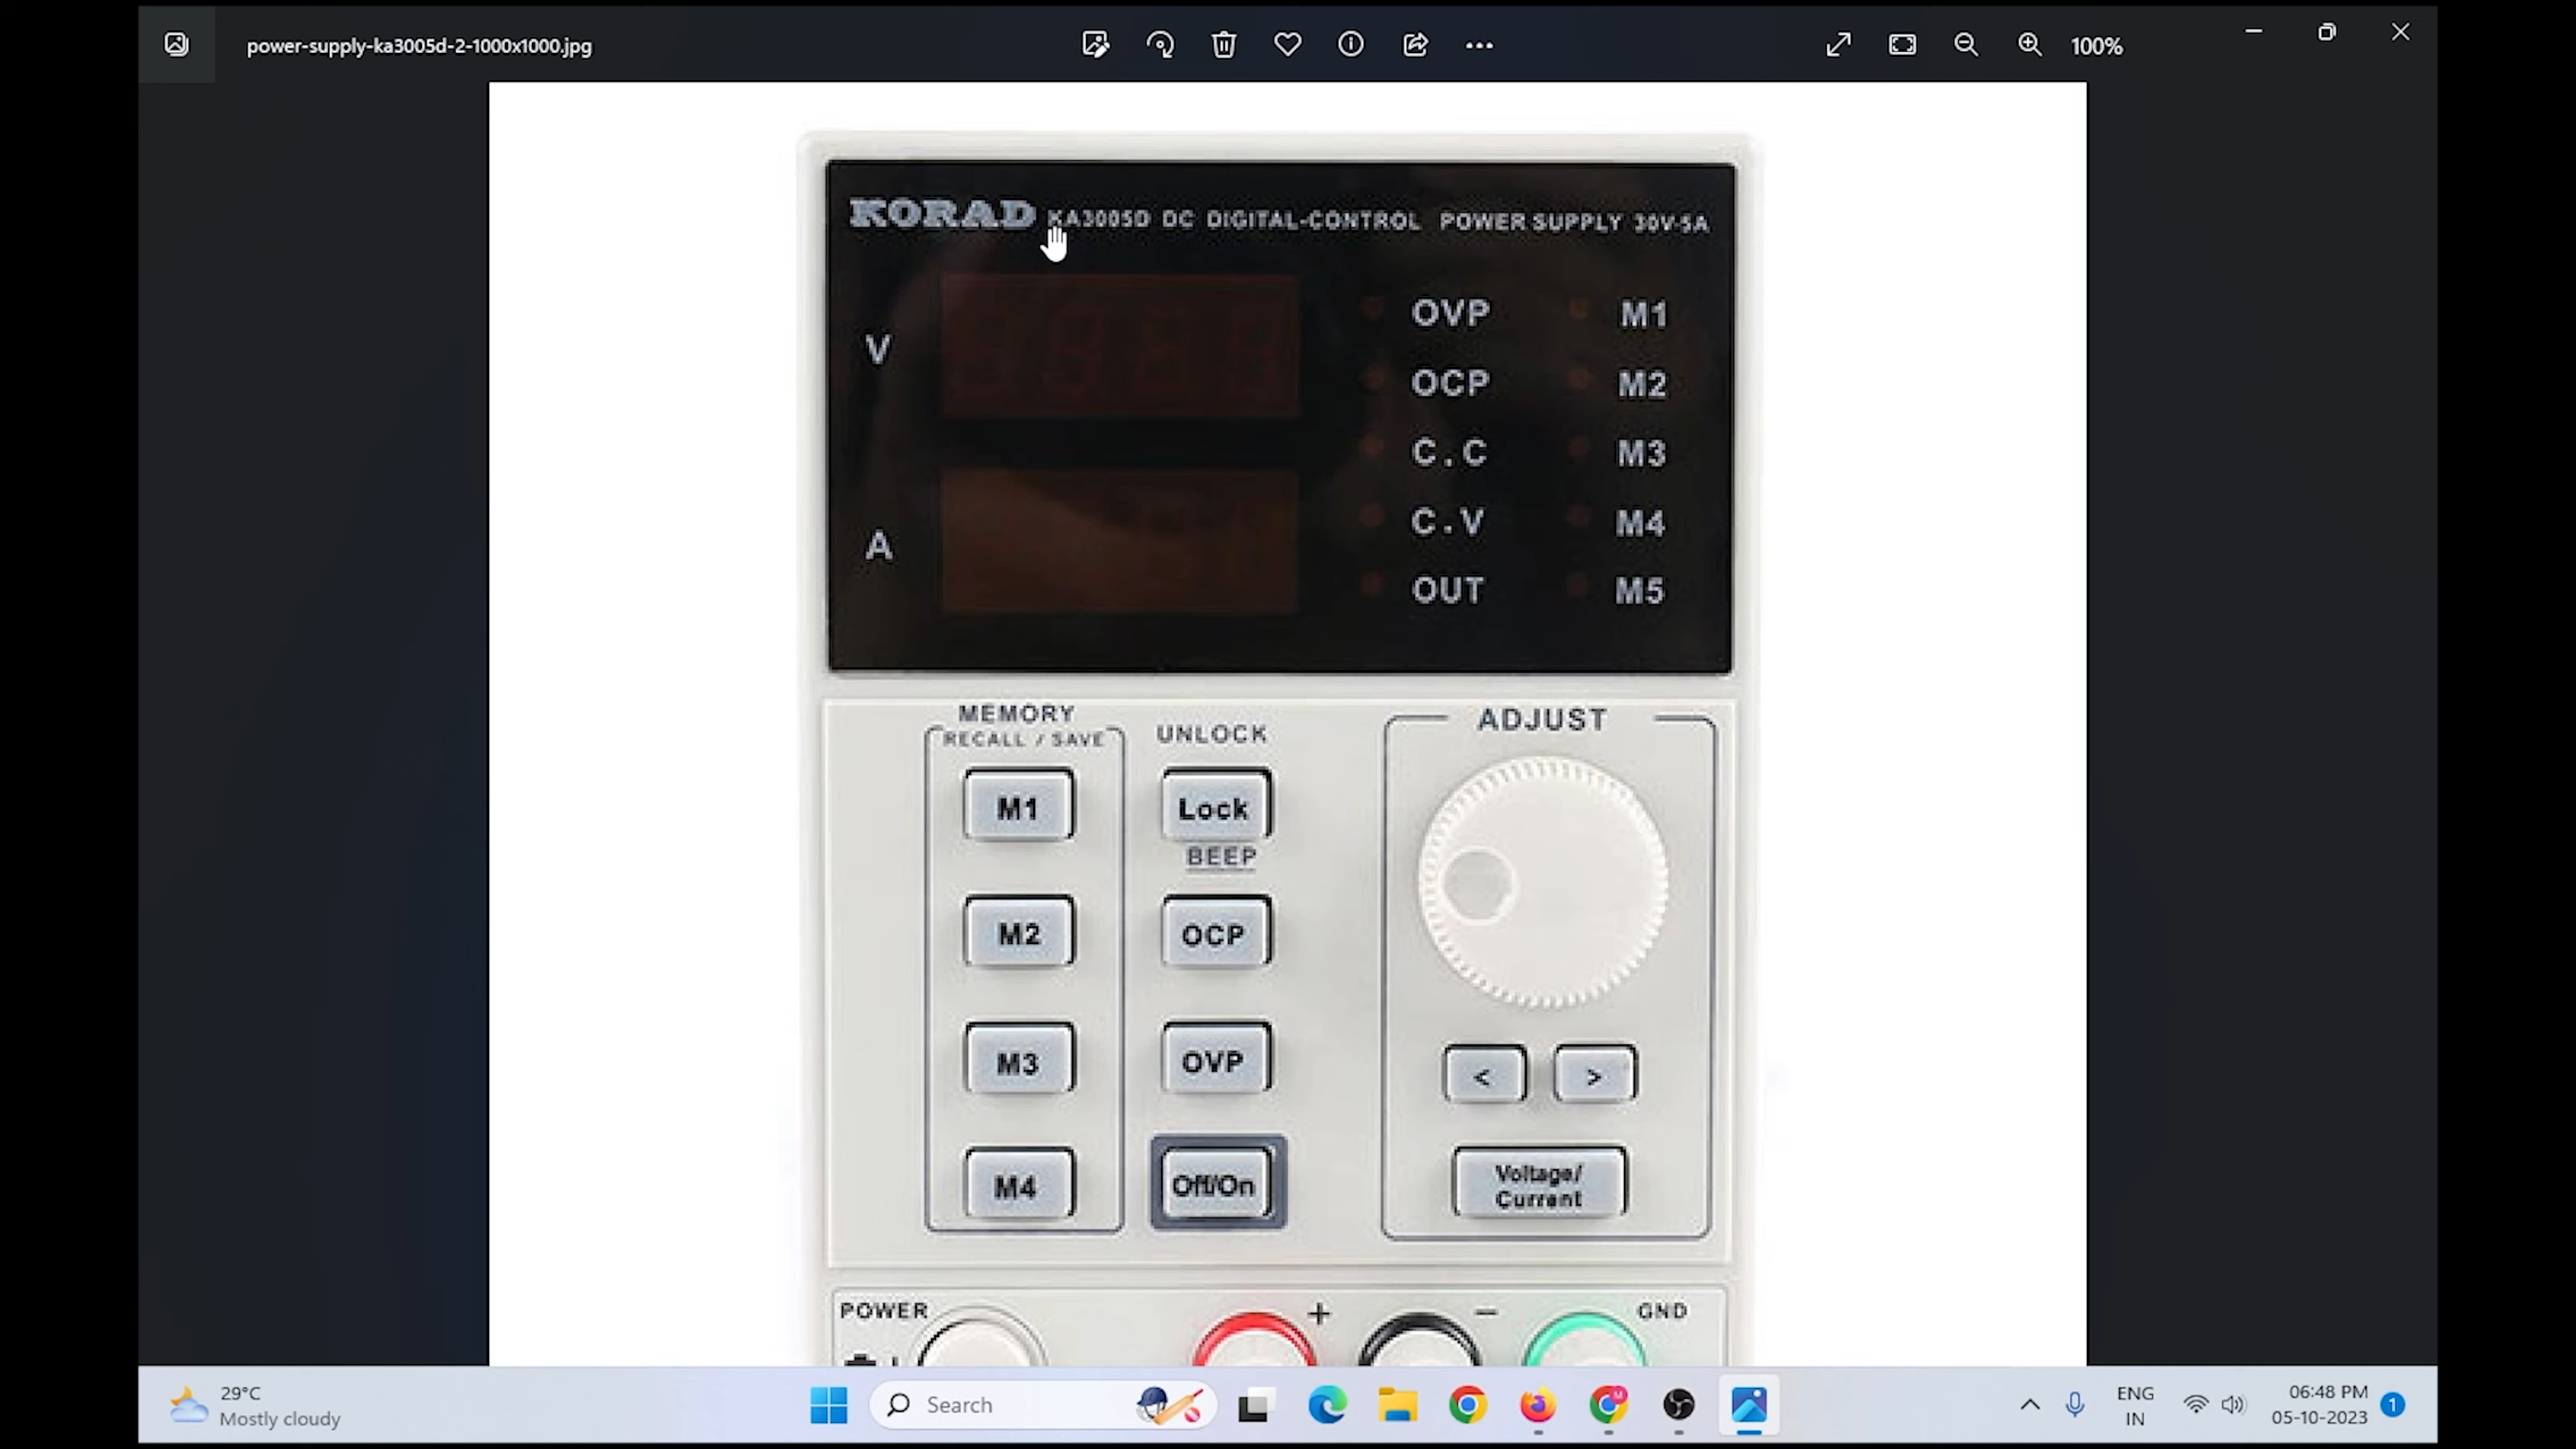 power-supply-ka3005d-2-1000x1000.jpg
100%
KORAD KA3005D DC DIGITAL-CONTROL POWER SUPPLY 30V-5A
V
OVP M1
OCP M2
C.C M3
A
C.V M4
OUT M5
MEMORY
RECALL / SAVE
UNLOCK
ADJUST
M1 Lock
BEEP
M2 OCP
M3 OVP
< >
M4 Off/On
Voltage/
Current
POWER + − GND
29°C
Mostly cloudy
Search
ENG
IN
06:48 PM
05-10-2023
1